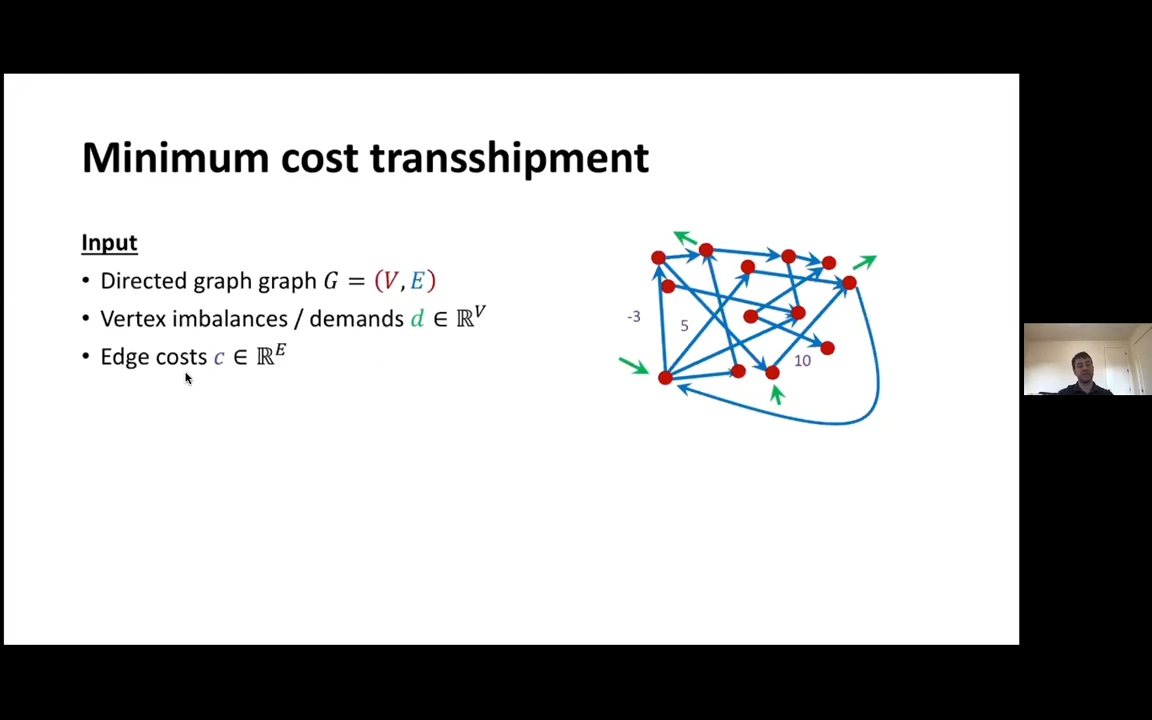 Minimum cost transshipment
Input
• Directed graph graph G = (V, E)
• Vertex imbalances / demands d ∈ ℝ^V
• Edge costs c ∈ ℝ^E
-3
5
10